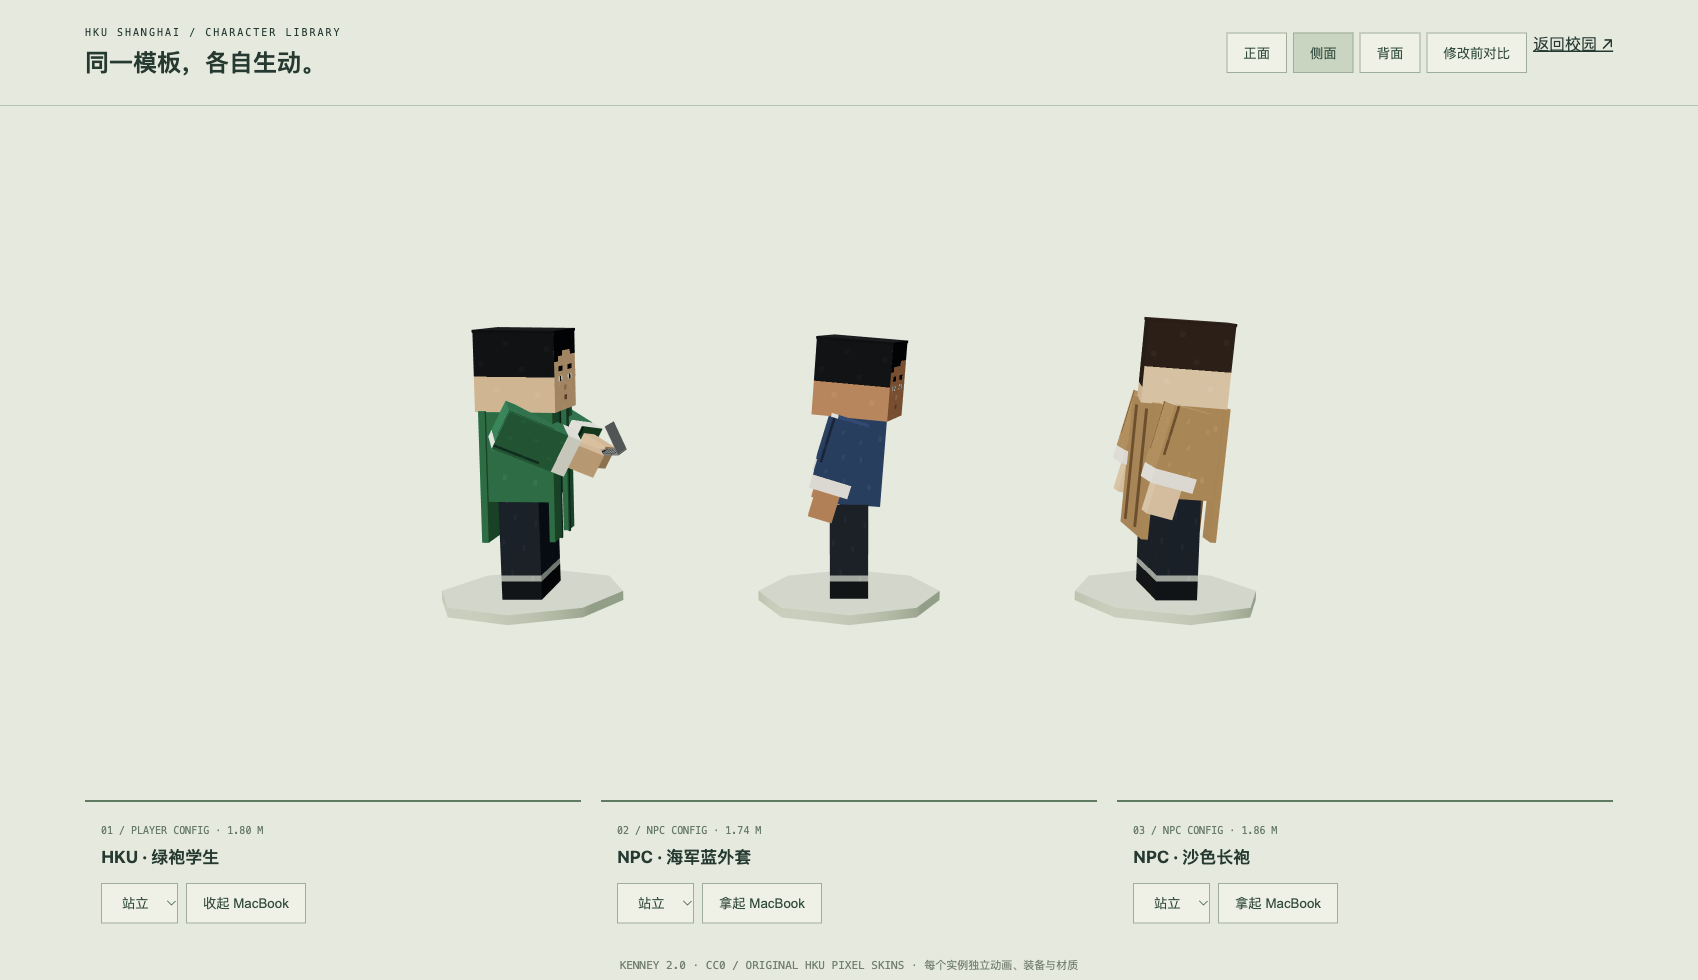 HKU SHANGHAI / CHARACTER LIBRARY
同一模板，各自生动。
正面
侧面
背面
修改前对比
返回校园 ↗
01 / PLAYER CONFIG · 1.80 M
HKU · 绿袍学生
站立
收起 MacBook
02 / NPC CONFIG · 1.74 M
NPC · 海军蓝外套
站立
拿起 MacBook
03 / NPC CONFIG · 1.86 M
NPC · 沙色长袍
站立
拿起 MacBook
KENNEY 2.0 · CC0 / ORIGINAL HKU PIXEL SKINS · 每个实例独立动画、装备与材质